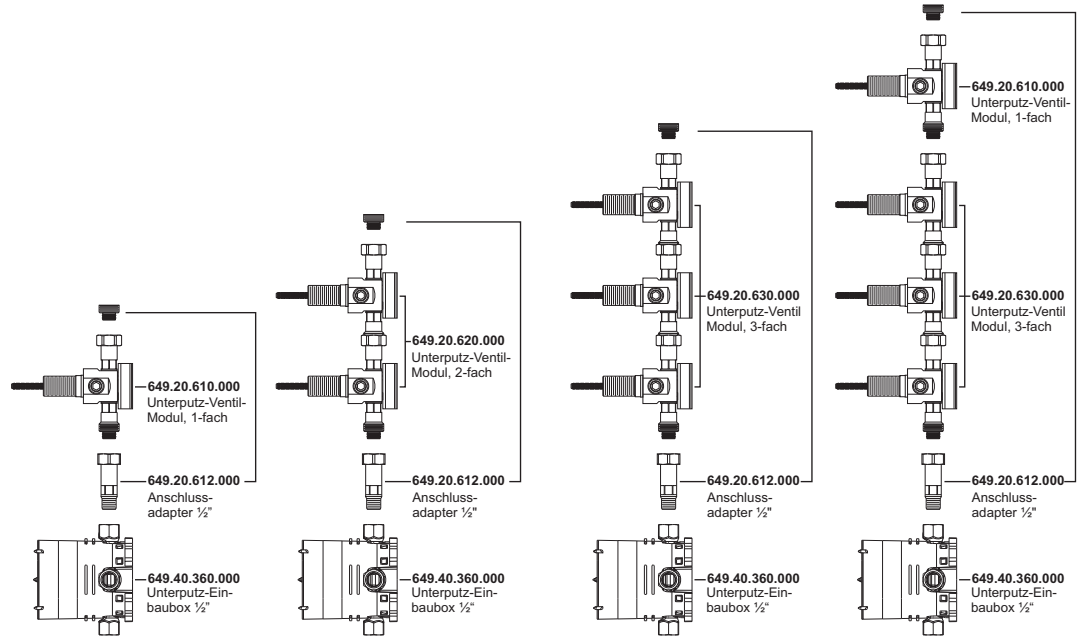 649.20.610.000
Unterputz-Ventil-
Modul, 1-fach
649.20.612.000
Anschluss-
adapter ½"
649.40.360.000
Unterputz-Ein-
baubox ½"
649.20.620.000
Unterputz-Ventil-
Modul, 2-fach
649.20.612.000
Anschluss-
adapter ½"
649.40.360.000
Unterputz-Ein-
baubox ½“
649.20.630.000
Unterputz-Ventil
Modul, 3-fach
649.20.612.000
Anschluss-
adapter ½"
649.40.360.000
Unterputz-Ein-
baubox ½“
649.20.610.000
Unterputz-Ventil-
Modul, 1-fach
649.20.630.000
Unterputz-Ventil
Modul, 3-fach
649.20.612.000
Anschluss-
adapter ½"
649.40.360.000
Unterputz-Ein-
baubox ½“